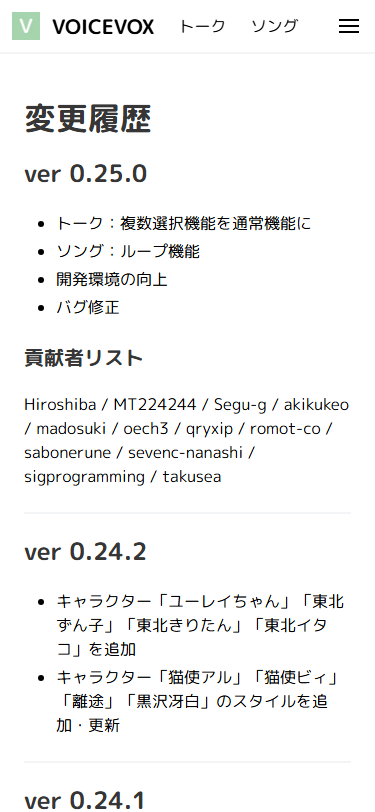 V VOICEVOX トーク ソング
変更履歴
ver 0.25.0
• トーク：複数選択機能を通常機能に
• ソング：ループ機能
• 開発環境の向上
• バグ修正
貢献者リスト
Hiroshiba / MT224244 / Segu-g / akikukeo
/ madosuki / oech3 / qryxip / romot-co /
sabonerune / sevenc-nanashi /
sigprogramming / takusea
ver 0.24.2
• キャラクター「ユーレイちゃん」「東北
ずん子」「東北きりたん」「東北イタ
コ」を追加
• キャラクター「猫使アル」「猫使ビィ」
「離途」「黒沢冴白」のスタイルを追
加・更新
ver 0.24.1